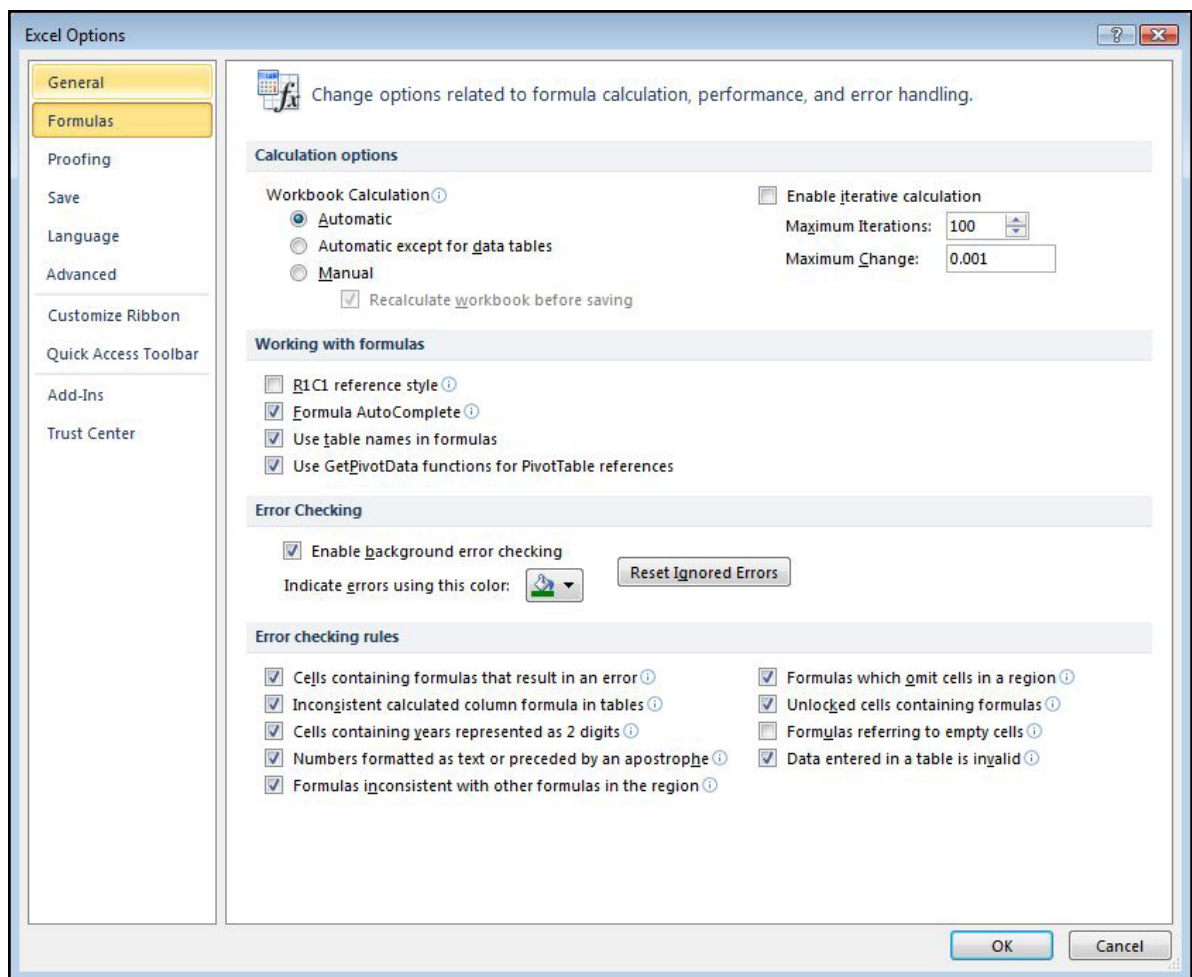 Excel Options
General
Formulas
Proofing
Save
Language
Advanced
Customize Ribbon
Quick Access Toolbar
Add-Ins
Trust Center
Change options related to formula calculation, performance, and error handling.
Calculation options
Workbook Calculation
Automatic
Automatic except for data tables
Manual
Recalculate workbook before saving
Enable iterative calculation
Maximum Iterations: 100
Maximum Change: 0.001
Working with formulas
R1C1 reference style
Formula AutoComplete
Use table names in formulas
Use GetPivotData functions for PivotTable references
Error Checking
Enable background error checking
Indicate errors using this color:
Reset Ignored Errors
Error checking rules
Cells containing formulas that result in an error
Inconsistent calculated column formula in tables
Cells containing years represented as 2 digits
Numbers formatted as text or preceded by an apostrophe
Formulas inconsistent with other formulas in the region
Formulas which omit cells in a region
Unlocked cells containing formulas
Formulas referring to empty cells
Data entered in a table is invalid
OK
Cancel